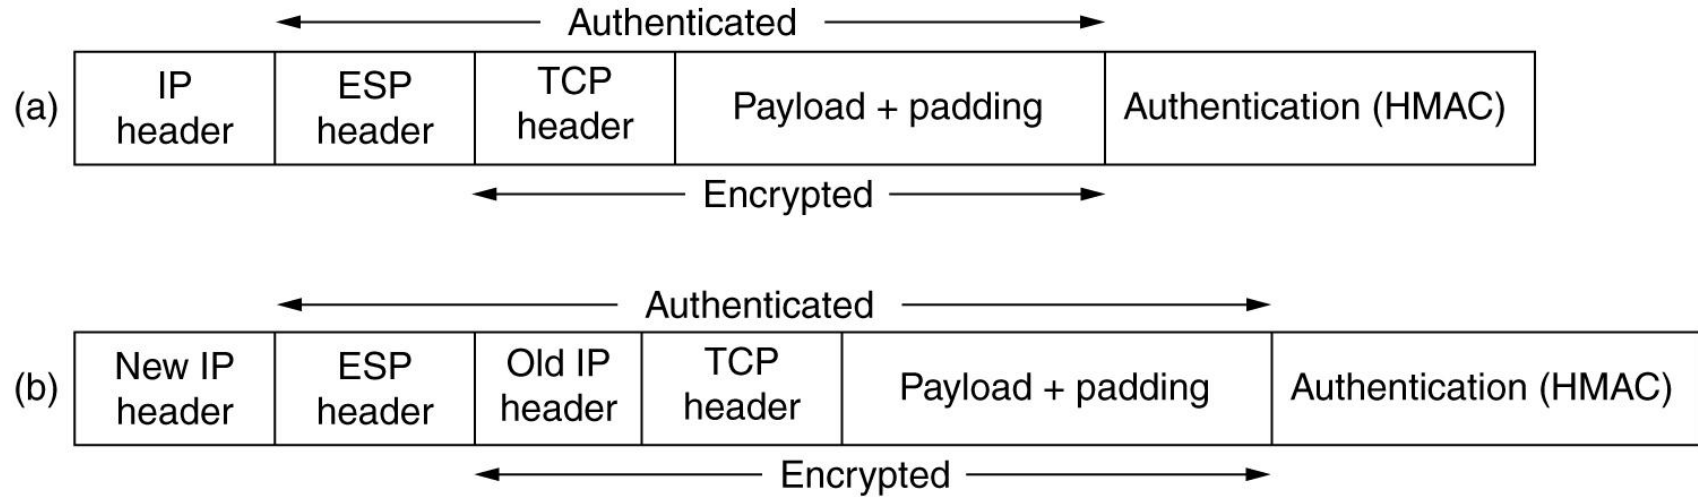 Authenticated
(a)
IP
header
ESP
header
TCP
header
Payload + padding
Authentication (HMAC)
Encrypted
Authenticated
(b)
New IP
header
ESP
header
Old IP
header
TCP
header
Payload + padding
Authentication (HMAC)
Encrypted